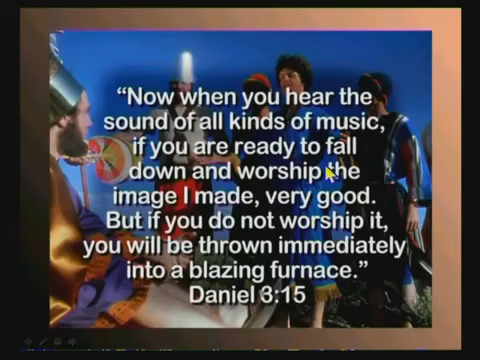 “Now when you hear the
sound of all kinds of music,
if you are ready to fall
down and worship the
image I made, very good.
But if you do not worship it,
you will be thrown immediately
into a blazing furnace.”
Daniel 3:15